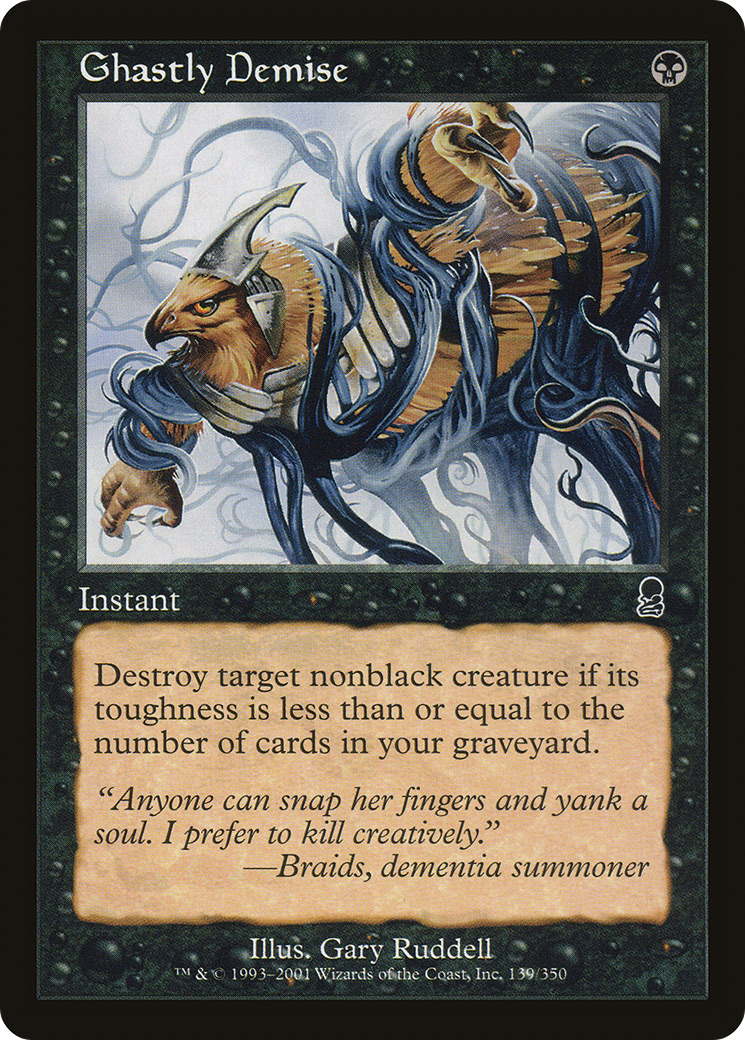 Ghastly Demise
Instant
Destroy target nonblack creature if its
toughness is less than or equal to the
number of cards in your graveyard.
“Anyone can snap her fingers and yank a
soul. I prefer to kill creatively.”
—Braids, dementia summoner
Illus. Gary Ruddell
™ & © 1993–2001 Wizards of the Coast, Inc. 139/350